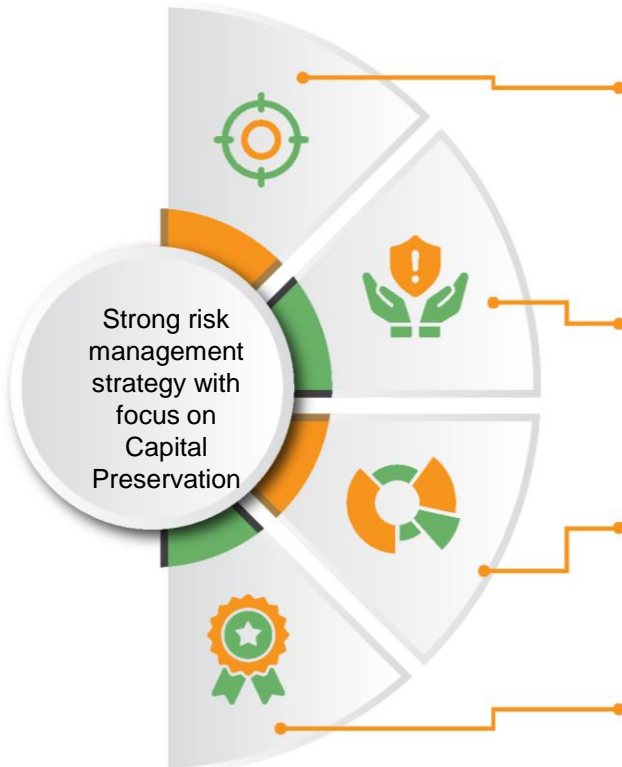 Strong risk
management
strategy with
focus on
Capital
Preservation